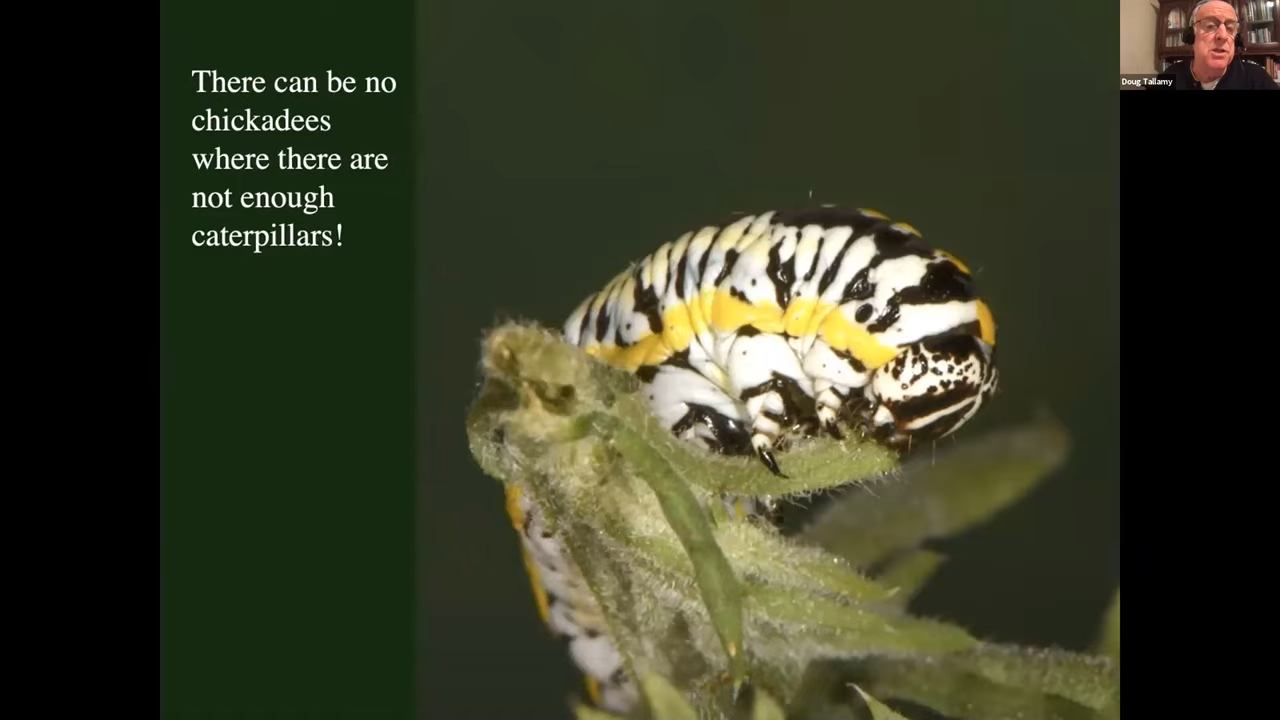 There can be no
chickadees
where there are
not enough
caterpillars!
Doug Tallamy